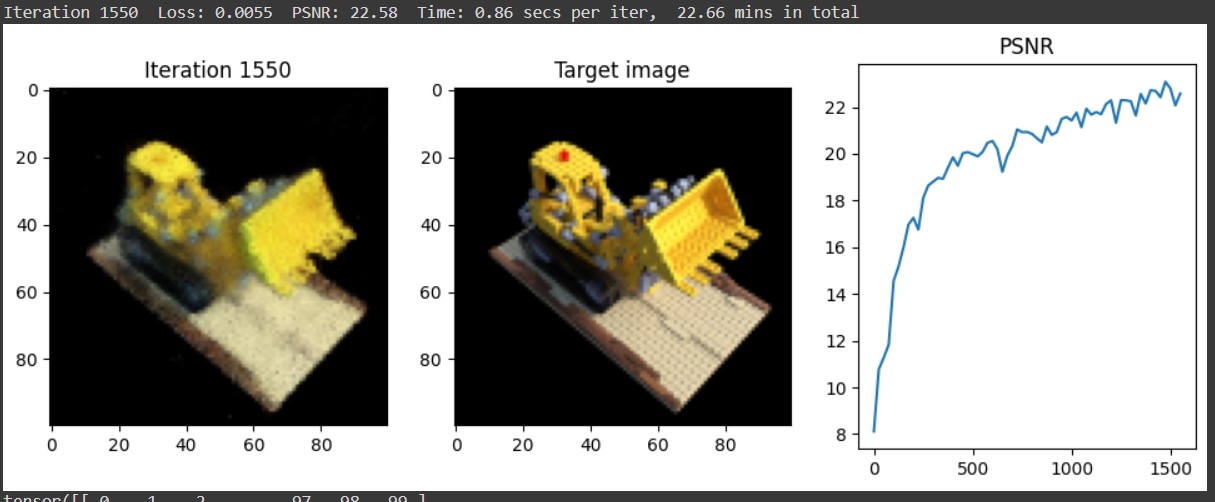 Iteration 1550 Loss: 0.0055 PSNR: 22.58 Time: 0.86 secs per iter, 22.66 mins in total
Iteration 1550
0
20
40
60
80
0 20 40 60 80
Target image
0
20
40
60
80
0 20 40 60 80
PSNR
22
20
18
16
14
12
10
8
0 500 1000 1500
tensor([[ 0, 1, 2, ..., 97, 98, 99],